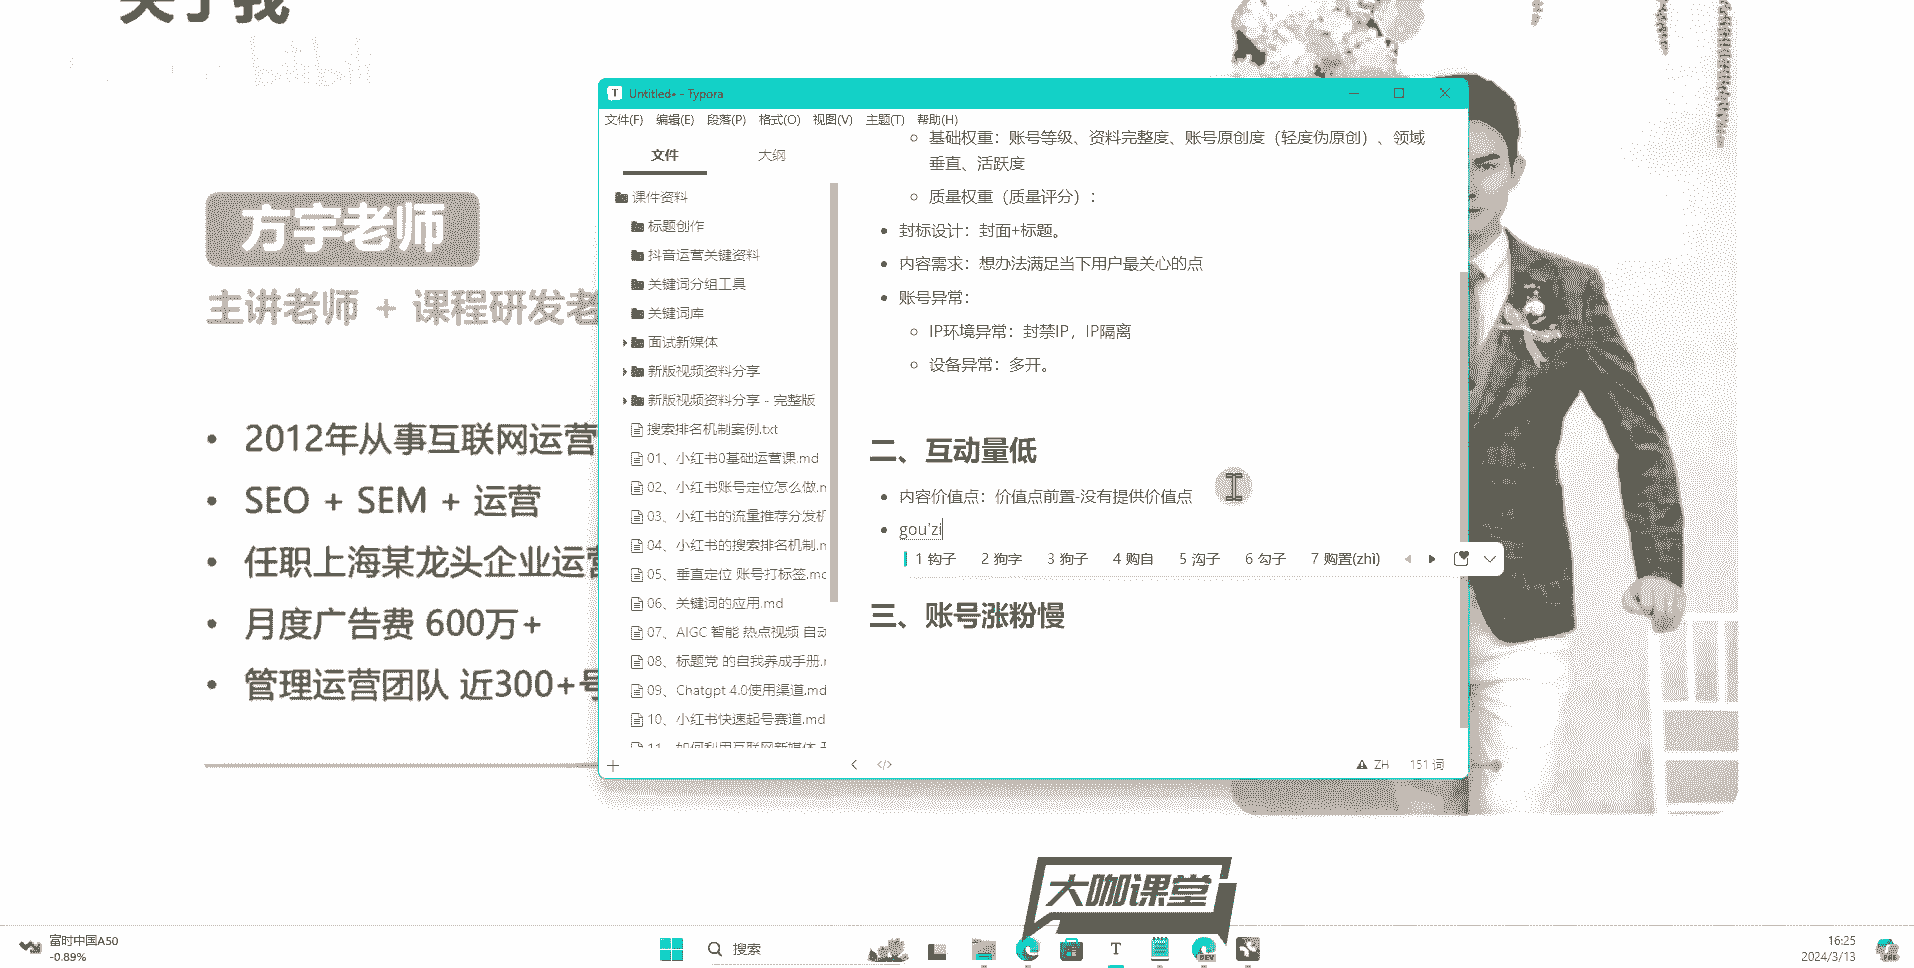 关于我
bilibili
方宇老师
主讲老师 + 课程研发老
2012年从事互联网运营
SEO + SEM + 运营
任职上海某龙头企业运营
月度广告费 600万+
管理运营团队 近300+号
Untitled• - Typora
文件(F) 编辑(E) 段落(P) 格式(O) 视图(V) 主题(T) 帮助(H)
文件 大纲
课件资料
标题创作
抖音运营关键资料
关键词分组工具
关键词库
面试新媒体
新版视频资料分享
新版视频资料分享 - 完整版
搜索排名机制案例.txt
01、小红书0基础运营课.md
02、小红书账号定位怎么做.m
03、小红书的流量推荐分发机
04、小红书的搜索排名机制.m
05、垂直定位 账号打标签.md
06、关键词的应用.md
07、AIGC 智能 热点视频 自动
08、标题党 的自我养成手册.m
09、Chatgpt 4.0使用渠道.md
10、小红书快速起号赛道.md
11、如何利用互联网新媒体
基础权重：账号等级、资料完整度、账号原创度（轻度伪原创）、领域
垂直、活跃度
质量权重（质量评分）：
封标设计：封面+标题。
内容需求：想办法满足当下用户最关心的点
账号异常：
IP环境异常：封禁IP，IP隔离
设备异常：多开。
二、互动量低
内容价值点：价值点前置-没有提供价值点
gou'zi
1 钩子 2 狗字 3 狗子 4 购自 5 沟子 6 勾子 7 购置(zhì)
三、账号涨粉慢
ZH 151 词
大咖课堂
富时中国A50
-0.89%
搜索
T
DEV
16:25
2024/3/13
PRE